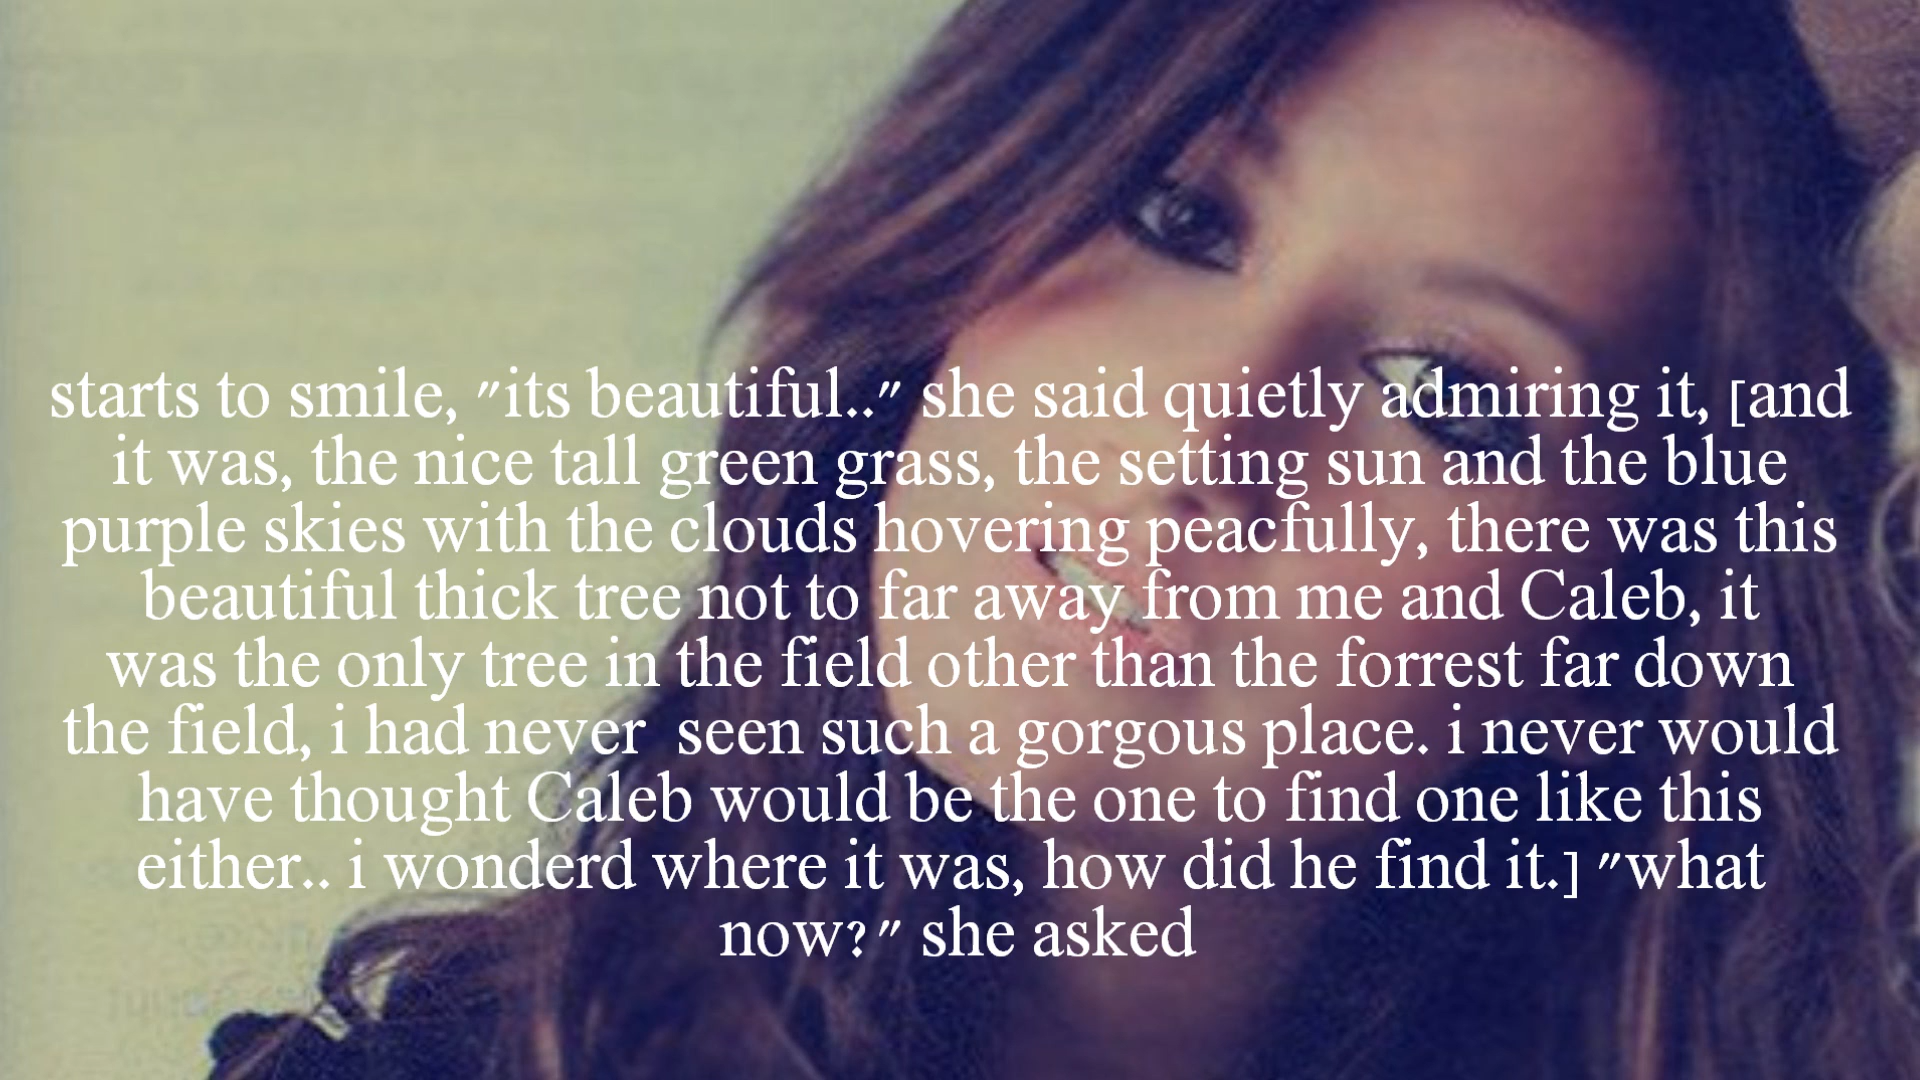 starts to smile, "its beautiful.." she said quietly admiring it, [and
it was, the nice tall green grass, the setting sun and the blue
purple skies with the clouds hovering peacfully, there was this
beautiful thick tree not to far away from me and Caleb, it
was the only tree in the field other than the forrest far down
the field, i had never  seen such a gorgous place. i never would
have thought Caleb would be the one to find one like this
either.. i wonderd where it was, how did he find it.] "what
now?" she asked